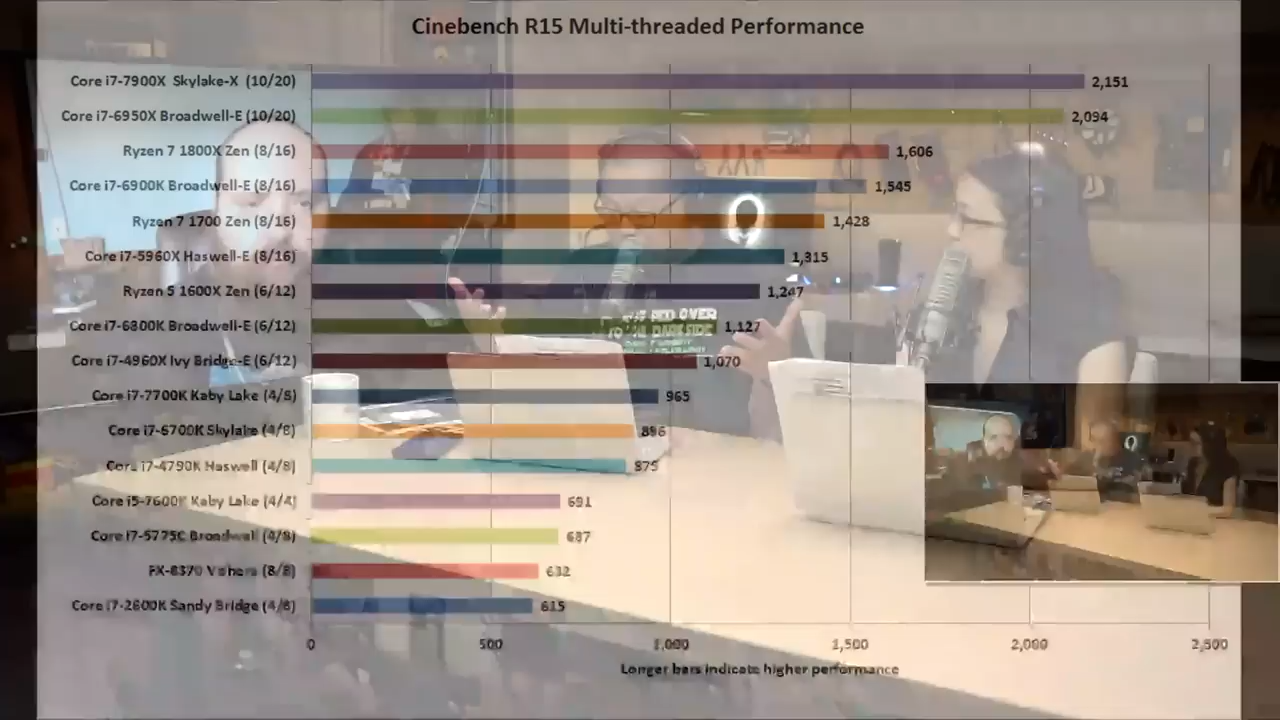 Cinebench R15 Multi-threaded Performance
Core i7-7900X Skylake-X (10/20) 2,151
Core i7-6950X Broadwell-E (10/20) 2,094
Ryzen 7 1800X Zen (8/16) 1,606
Core i7-6900K Broadwell-E (8/16) 1,545
Ryzen 7 1700 Zen (8/16) 1,428
Core i7-5960X Haswell-E (8/16) 1,315
Ryzen 5 1600X Zen (6/12) 1,247
Core i7-6800K Broadwell-E (6/12) 1,127
Core i7-4960X Ivy Bridge-E (6/12) 1,070
Core i7-7700K Kaby Lake (4/8) 965
Core i7-6700K Skylake (4/8) 896
Core i7-4790K Haswell (4/8) 875
Core i5-7600K Kaby Lake (4/4) 691
Core i7-5775C Broadwell (4/8) 687
FX-8370 Vishera (8/8) 632
Core i7-2600K Sandy Bridge (4/8) 615
0 500 1,000 1,500 2,000 2,500
Longer bars indicate higher performance
OVER
DARKSIDE